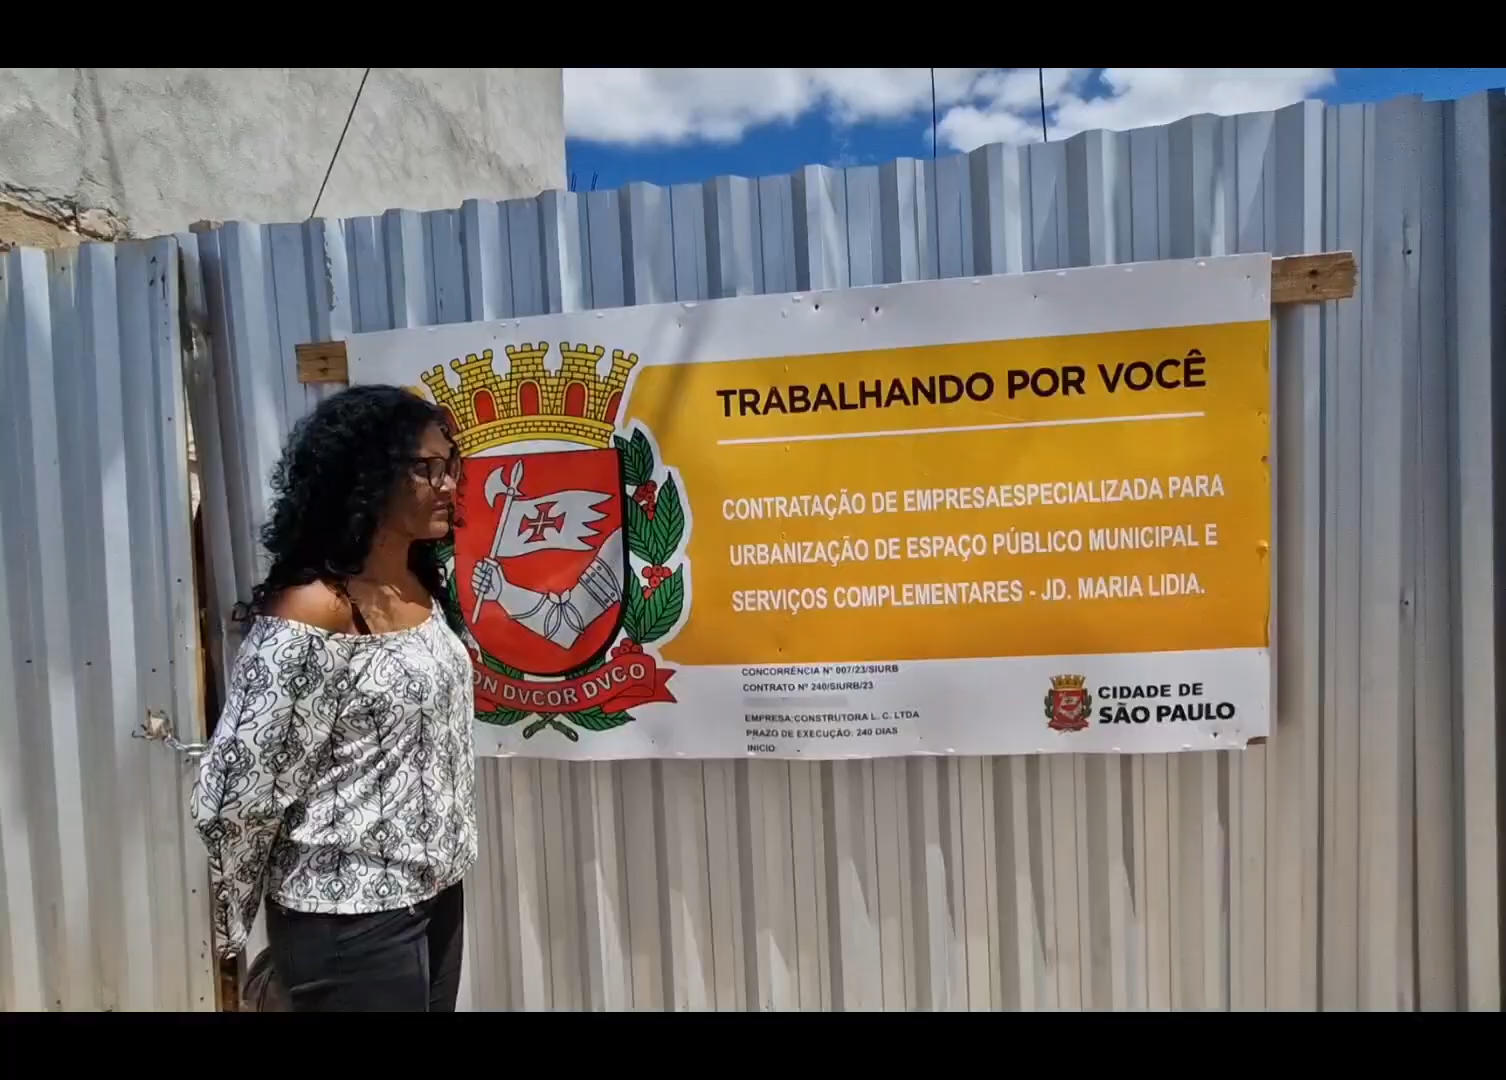 TRABALHANDO POR VOCÊ
CONTRATAÇÃO DE EMPRESAESPECIALIZADA PARA
URBANIZAÇÃO DE ESPAÇO PÚBLICO MUNICIPAL E
SERVIÇOS COMPLEMENTARES - JD. MARIA LIDIA.
ON DVCOR DVCO
CONCORRÊNCIA Nº 007/23/SIURB
CONTRATO Nº 240/SIURB/23
EMPRESA:CONSTRUTORA L. C. LTDA
PRAZO DE EXECUÇÃO: 240 DIAS
INICIO:
CIDADE DE
SÃO PAULO